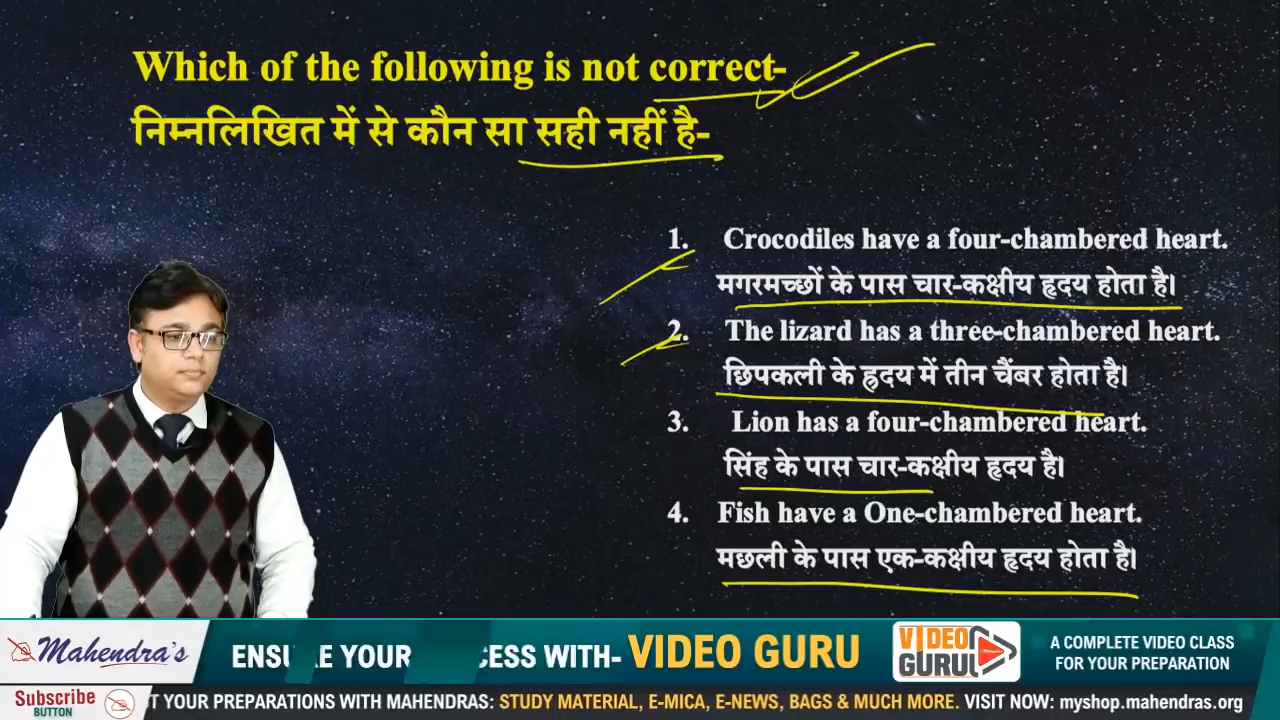 Which of the following is not correct-
निम्नलिखित में से कौन सा सही नहीं है-
1. Crocodiles have a four-chambered heart.
मगरमच्छों के पास चार-कक्षीय हृदय होता है।
2. The lizard has a three-chambered heart.
छिपकली के ह्रदय में तीन चैंबर होता है।
3. Lion has a four-chambered heart.
सिंह के पास चार-कक्षीय हृदय है।
4. Fish have a One-chambered heart.
मछली के पास एक-कक्षीय हृदय होता है।
Mahendra's
YOUR WITH- VIDEO GURU
VIDEO
GURU
A COMPLETE VIDEO CLASS
FOR YOUR PREPARATION
Subscribe
BUTTON
YOUR PREPARATIONS WITH MAHENDRAS: STUDY MATERIAL, E-MICA, E-NEWS, BAGS & MUCH MORE. VISIT NOW: myshop.mahendras.org